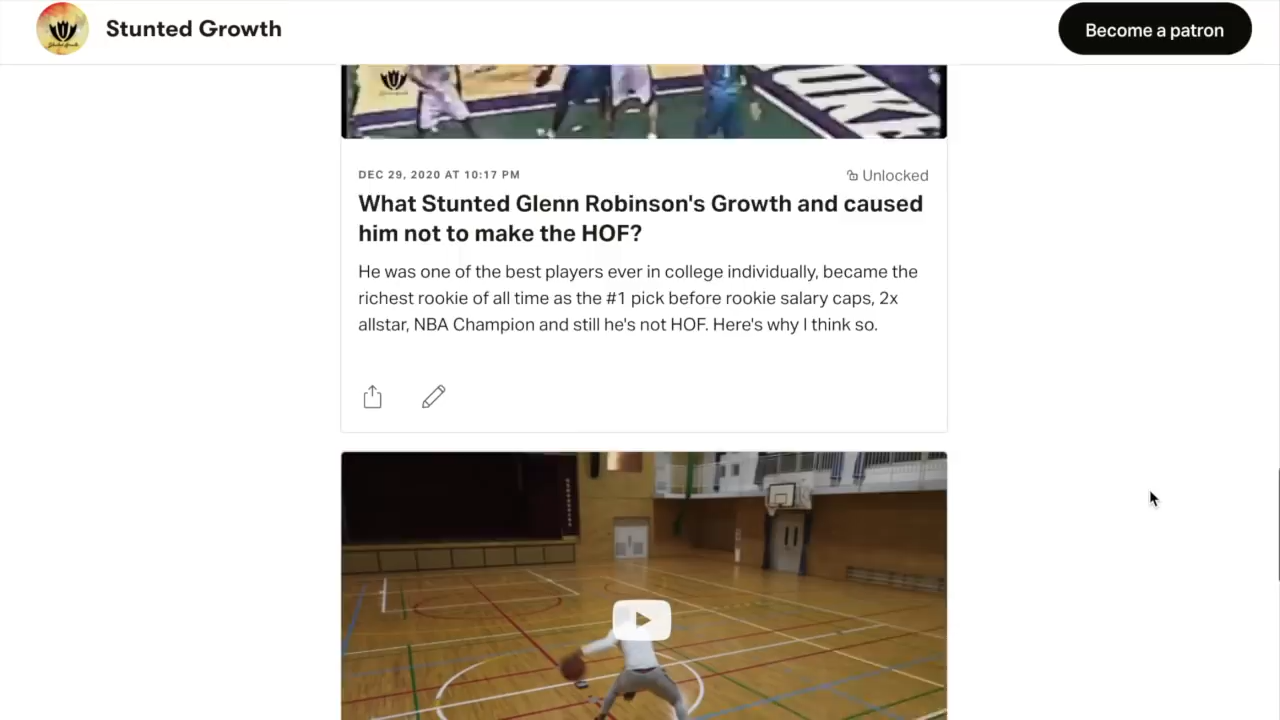 Stunted Growth
Become a patron
DEC 29, 2020 AT 10:17 PM
Unlocked
What Stunted Glenn Robinson's Growth and caused
him not to make the HOF?
He was one of the best players ever in college individually, became the
richest rookie of all time as the #1 pick before rookie salary caps, 2x
allstar, NBA Champion and still he's not HOF. Here's why I think so.